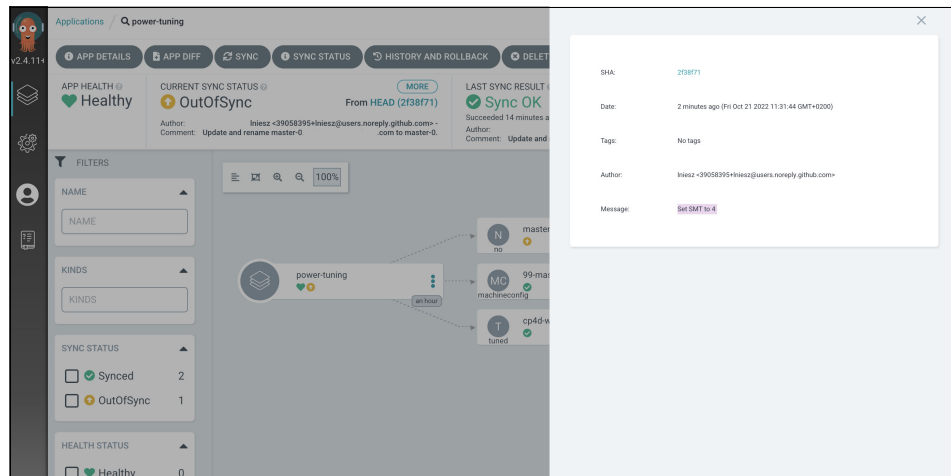 Applications / power-tuning
v2.4.11+
APP DETAILS
APP DIFF
SYNC
SYNC STATUS
HISTORY AND ROLLBACK
DELET
APP HEALTH
Healthy
CURRENT SYNC STATUS
MORE
OutOfSync
From HEAD (2f38f71)
Author: lniesz <39058395+lniesz@users.noreply.github.com> -
Comment: Update and rename master-0 .com to master-0.
LAST SYNC RESULT
Sync OK
Succeeded 14 minutes a
Author:
Comment: Update and
FILTERS
NAME
NAME
KINDS
KINDS
SYNC STATUS
Synced 2
OutOfSync 1
HEALTH STATUS
Healthy 0
100%
power-tuning
an hour
N
no
master
MC
machineconfig
99-mas
T
tuned
cp4d-w
SHA: 2f38f71
Date: 2 minutes ago (Fri Oct 21 2022 11:31:44 GMT+0200)
Tags: No tags
Author: lniesz <39058395+lniesz@users.noreply.github.com>
Message: Set SMT to 4